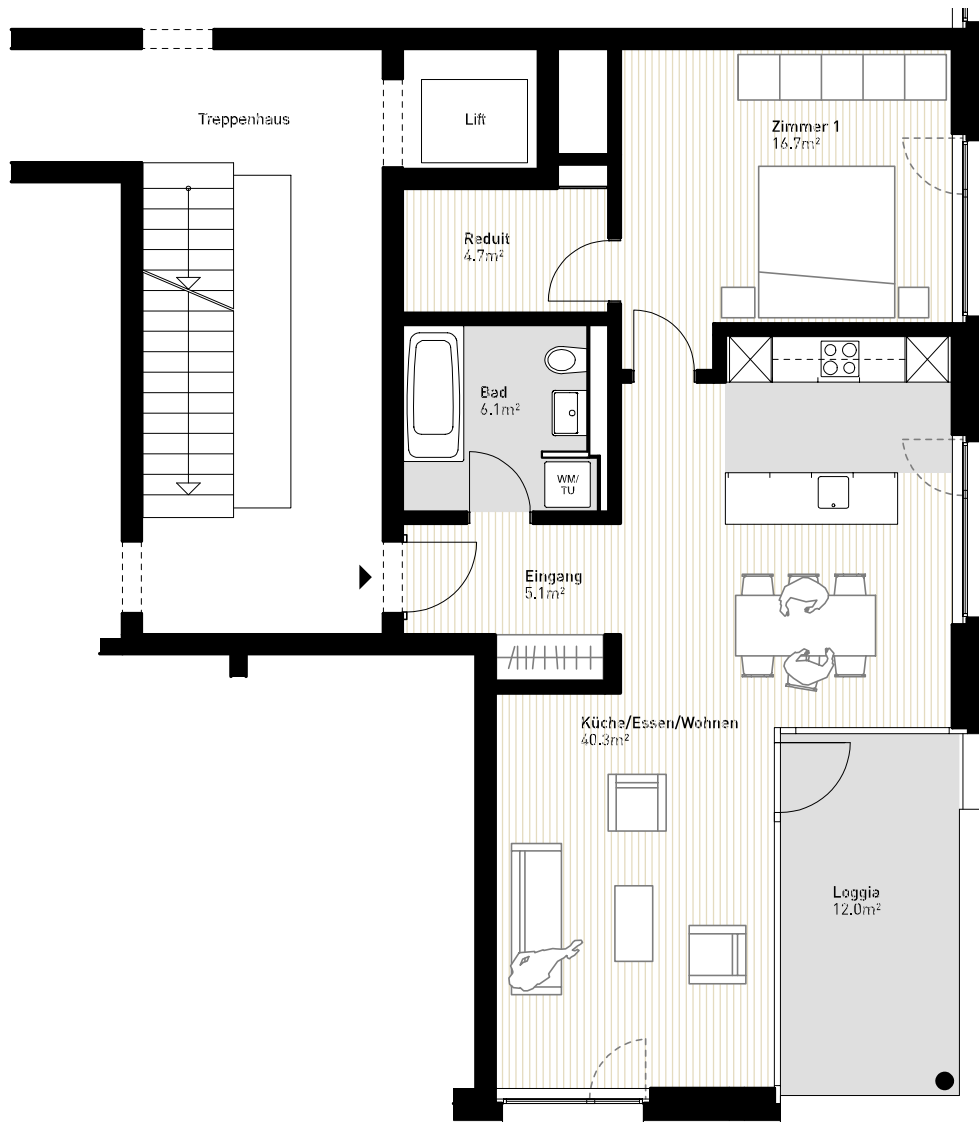 Treppenhaus
Lift
Zimmer 1
16.7m²
Reduit
4.7m²
Bad
6.1m²
WM/
TU
Eingang
5.1m²
Küche/Essen/Wohnen
40.3m²
Loggia
12.0m²